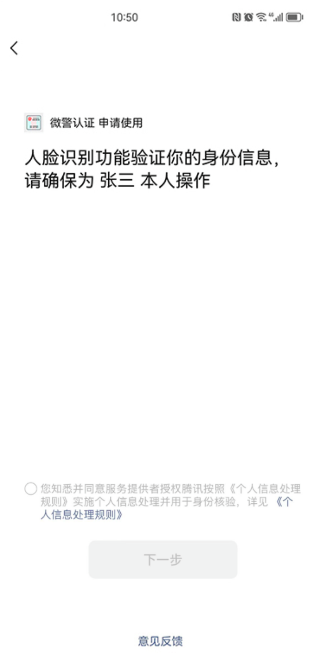 10:50
微警认证 申请使用
人脸识别功能验证你的身份信息，
请确保为 张三 本人操作
您知悉并同意服务提供者授权腾讯按照《个人信息处理
规则》实施个人信息处理并用于身份核验，详见《个
人信息处理规则》
下一步
意见反馈